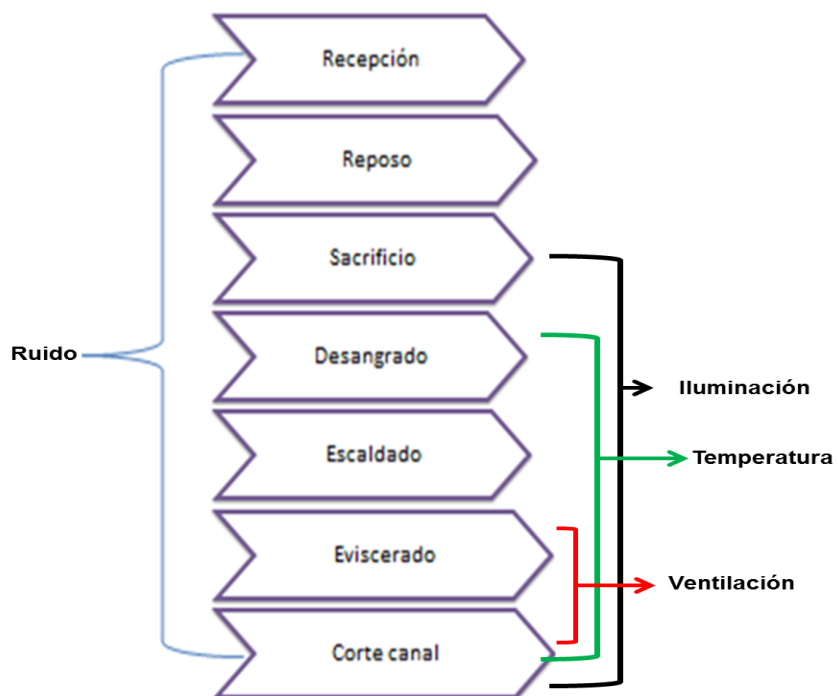 Recepción
Reposo
Sacrificio
Ruido
Desangrado
Iluminación
Escaldado
Temperatura
Eviscerado
Ventilación
Corte canal